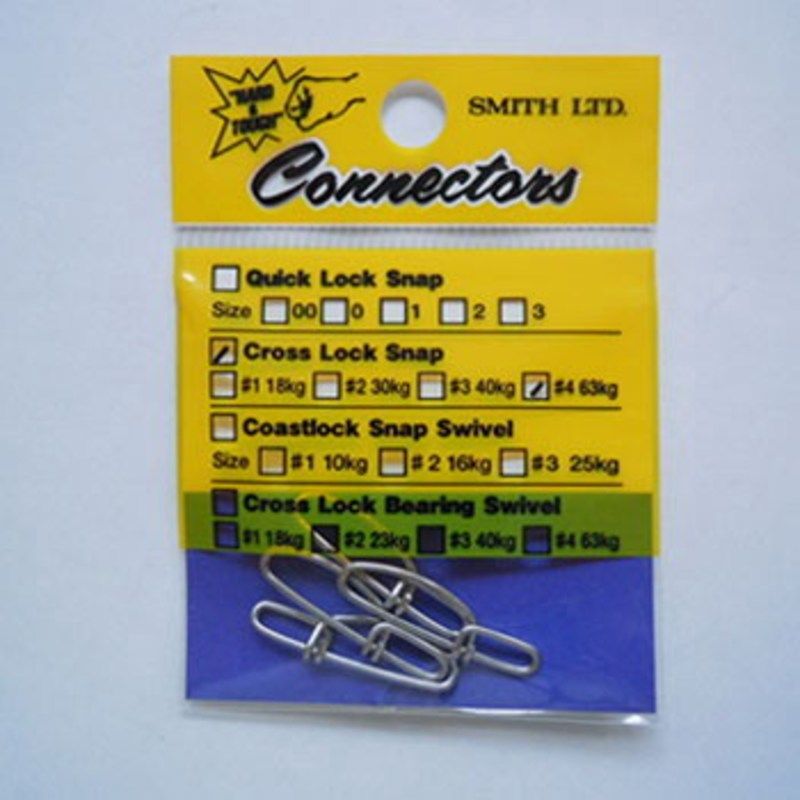 "HARD
&
TOUGH"
SMITH LTD.
Connectors
Quick Lock Snap
Size 00 0 1 2 3
Cross Lock Snap
#1 18kg #2 30kg #3 40kg #4 63kg
Coastlock Snap Swivel
Size #1 10kg #2 16kg #3 25kg
Cross Lock Bearing Swivel
#1 18kg #2 23kg #3 40kg #4 63kg